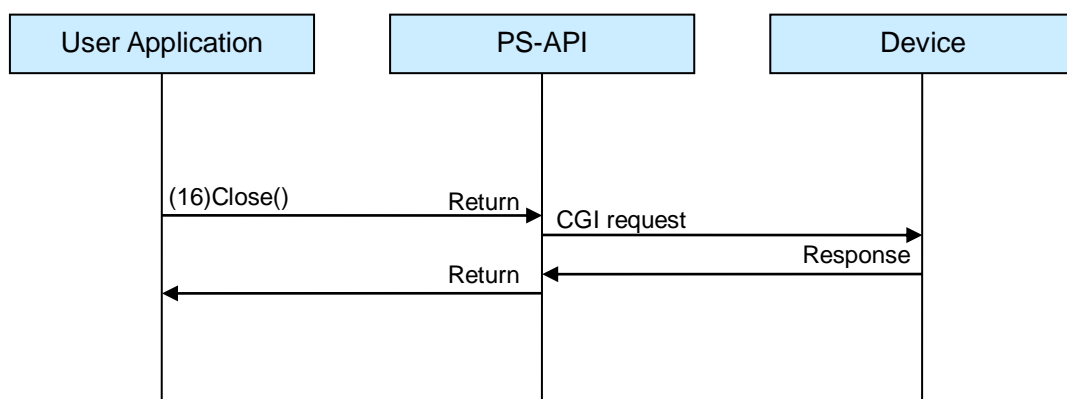 User Application
PS-API
Device
(16)Close()
Return
CGI request
Response
Return